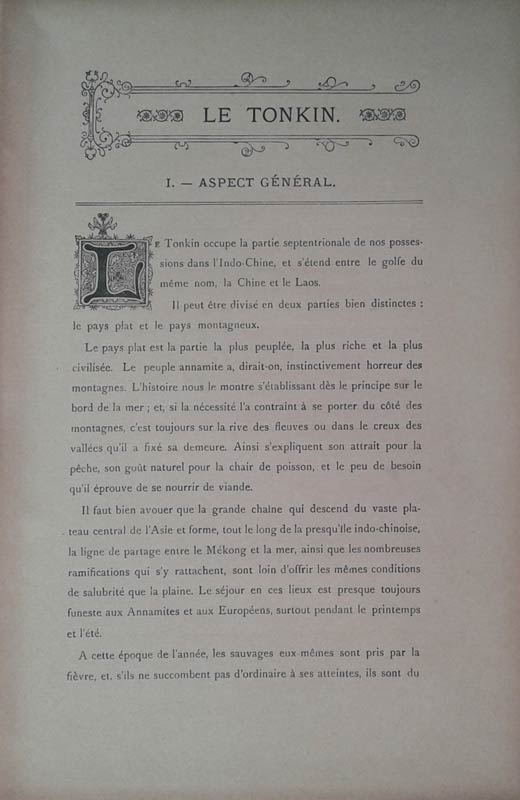 LE TONKIN.
I. — ASPECT GÉNÉRAL.
LE Tonkin occupe la partie septentrionale de nos posses-
sions dans l'Indo-Chine, et s'étend entre le golfe du
même nom, la Chine et le Laos.
Il peut être divisé en deux parties bien distinctes :
le pays plat et le pays montagneux.
Le pays plat est la partie la plus peuplée, la plus riche et la plus
civilisée. Le peuple annamite a, dirait-on, instinctivement horreur des
montagnes. L'histoire nous le montre s'établissant dès le principe sur le
bord de la mer ; et, si la nécessité l'a contraint à se porter du côté des
montagnes, c'est toujours sur la rive des fleuves ou dans le creux des
vallées qu'il a fixé sa demeure. Ainsi s'expliquent son attrait pour la
pêche, son goût naturel pour la chair de poisson, et le peu de besoin
qu'il éprouve de se nourrir de viande.
Il faut bien avouer que la grande chaîne qui descend du vaste pla-
teau central de l'Asie et forme, tout le long de la presqu'île indo-chinoise,
la ligne de partage entre le Mékong et la mer, ainsi que les nombreuses
ramifications qui s'y rattachent, sont loin d'offrir les mêmes conditions
de salubrité que la plaine. Le séjour en ces lieux est presque toujours
funeste aux Annamites et aux Européens, surtout pendant le printemps
et l'été.
A cette époque de l'année, les sauvages eux-mêmes sont pris par la
fièvre, et, s'ils ne succombent pas d'ordinaire à ses atteintes, ils sont du